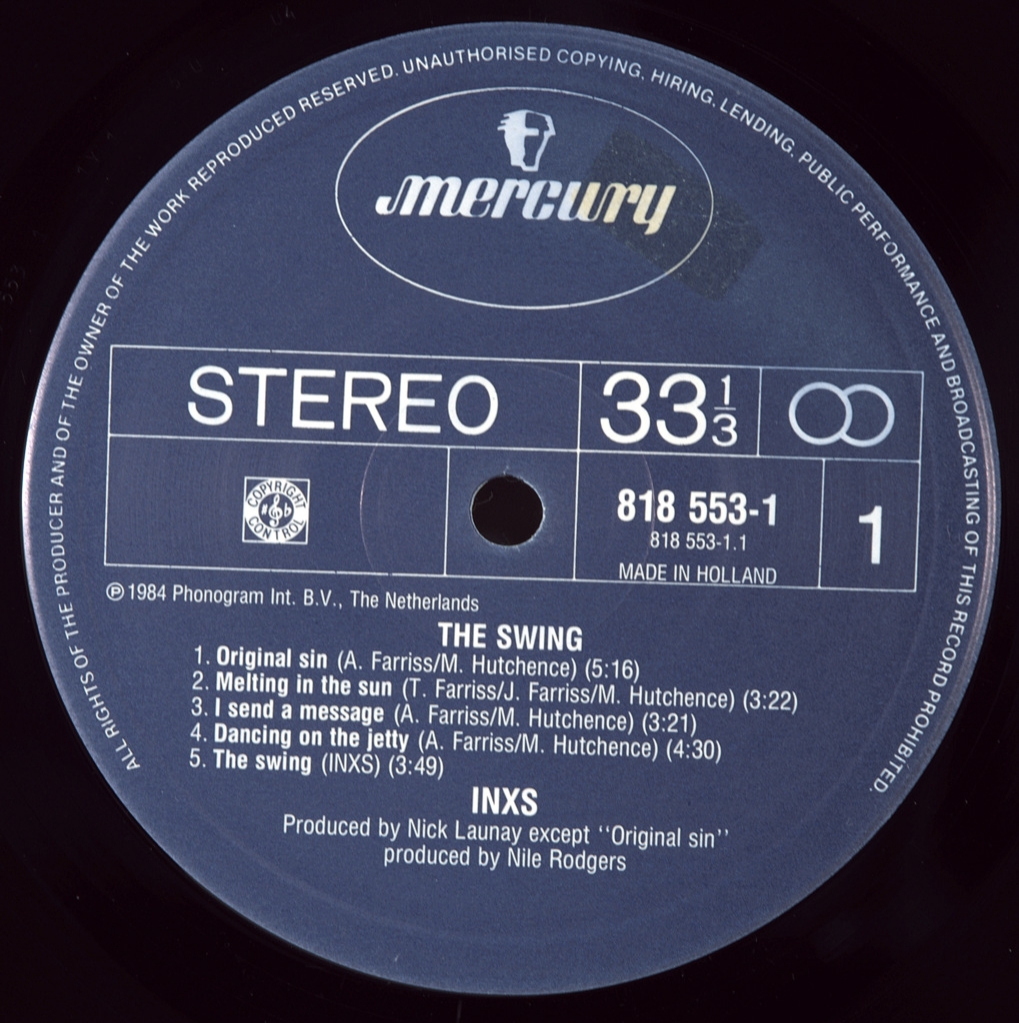 ALL RIGHTS OF THE PRODUCER AND OF THE OWNER OF THE WORK REPRODUCED RESERVED. UNAUTHORISED COPYING. HIRING. LENDING. PUBLIC PERFORMANCE AND BROADCASTING OF THIS RECORD PROHIBITED.
mercury
STEREO
33 1/3
COPYRIGHT CONTROL
818 553-1
818 553-1.1
MADE IN HOLLAND
1
℗ 1984 Phonogram Int. B.V., The Netherlands
THE SWING
1. Original sin (A. Farriss/M. Hutchence) (5:16)
2. Melting in the sun (T. Farriss/J. Farriss/M. Hutchence) (3:22)
3. I send a message (A. Farriss/M. Hutchence) (3:21)
4. Dancing on the jetty (A. Farriss/M. Hutchence) (4:30)
5. The swing (INXS) (3:49)
INXS
Produced by Nick Launay except ‘‘Original sin’’
produced by Nile Rodgers